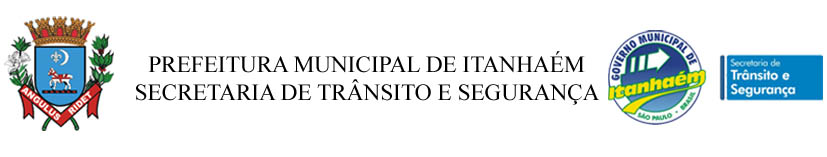 PREFEITURA MUNICIPAL DE ITANHAÉM
SECRETARIA DE TRÂNSITO E SEGURANÇA
ANGULUS RIDET
GOVERNO MUNICIPAL DE
Itanhaém
SÃO PAULO - BRASIL
Secretaria de
Trânsito e
Segurança